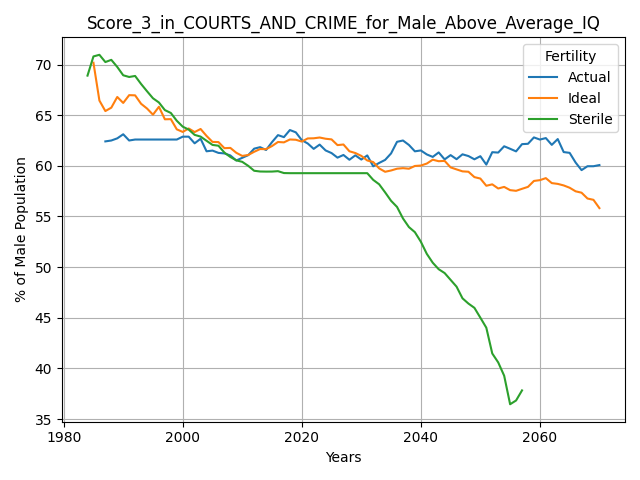 Score_3_in_COURTS_AND_CRIME_for_Male_Above_Average_IQ
Fertility
Actual
Ideal
Sterile
% of Male Population
70
65
60
55
50
45
40
35
1980
2000
2020
2040
2060
Years